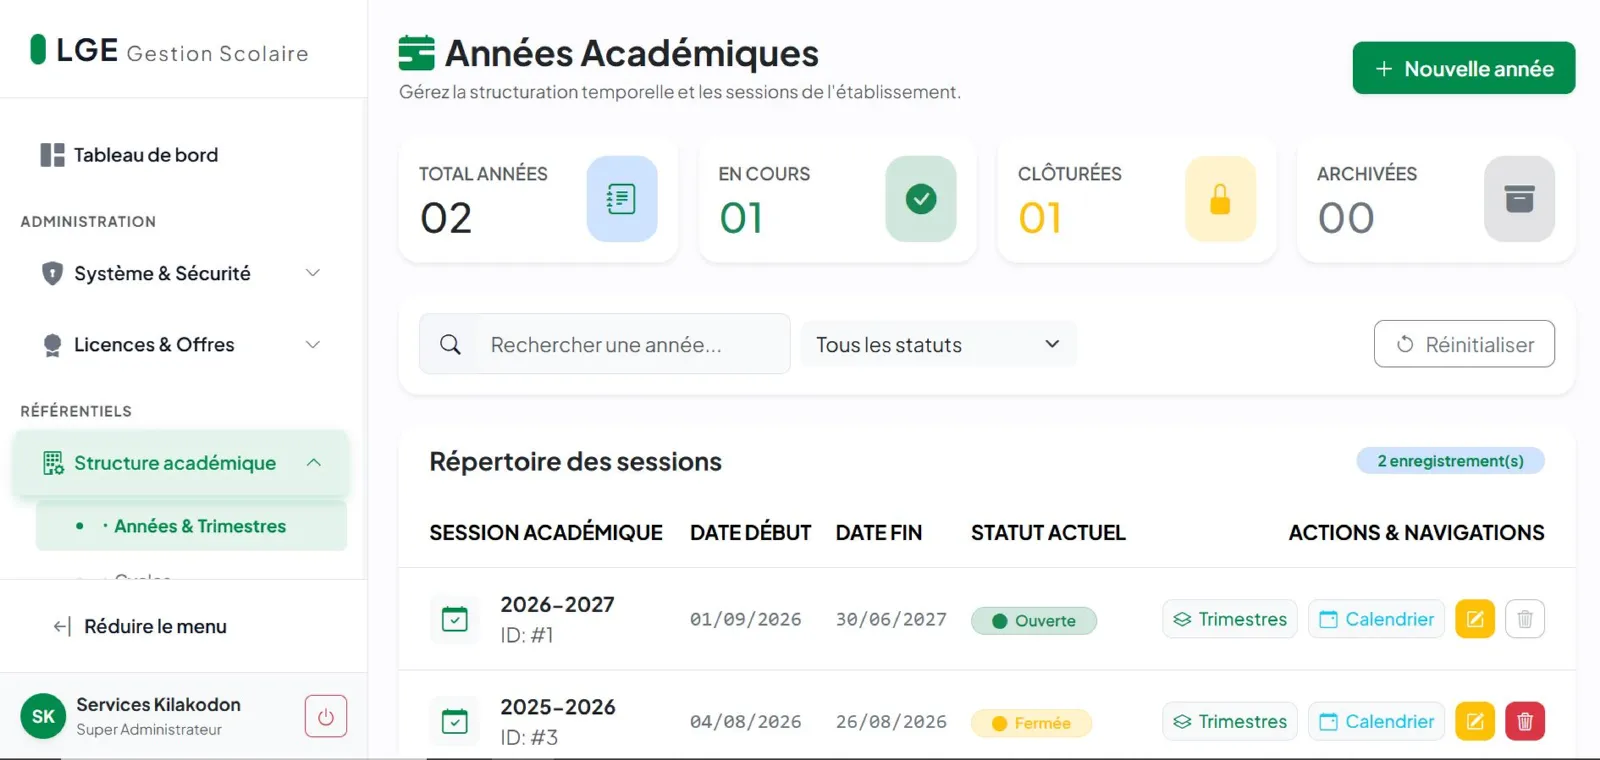 LGE Gestion Scolaire
Tableau de bord
ADMINISTRATION
Système & Sécurité
Licences & Offres
RÉFÉRENTIELS
Structure académique
• · Années & Trimestres
Réduire le menu
SK
Services Kilakodon
Super Administrateur
Années Académiques
Gérez la structuration temporelle et les sessions de l'établissement.
+ Nouvelle année
TOTAL ANNÉES
02
EN COURS
01
CLÔTURÉES
01
ARCHIVÉES
00
Rechercher une année...
Tous les statuts
Réinitialiser
Répertoire des sessions
2 enregistrement(s)
SESSION ACADÉMIQUE DATE DÉBUT DATE FIN STATUT ACTUEL ACTIONS & NAVIGATIONS
2026-2027
ID: #1
01/09/2026 30/06/2027 Ouverte Trimestres Calendrier
2025-2026
ID: #3
04/08/2026 26/08/2026 Fermée Trimestres Calendrier